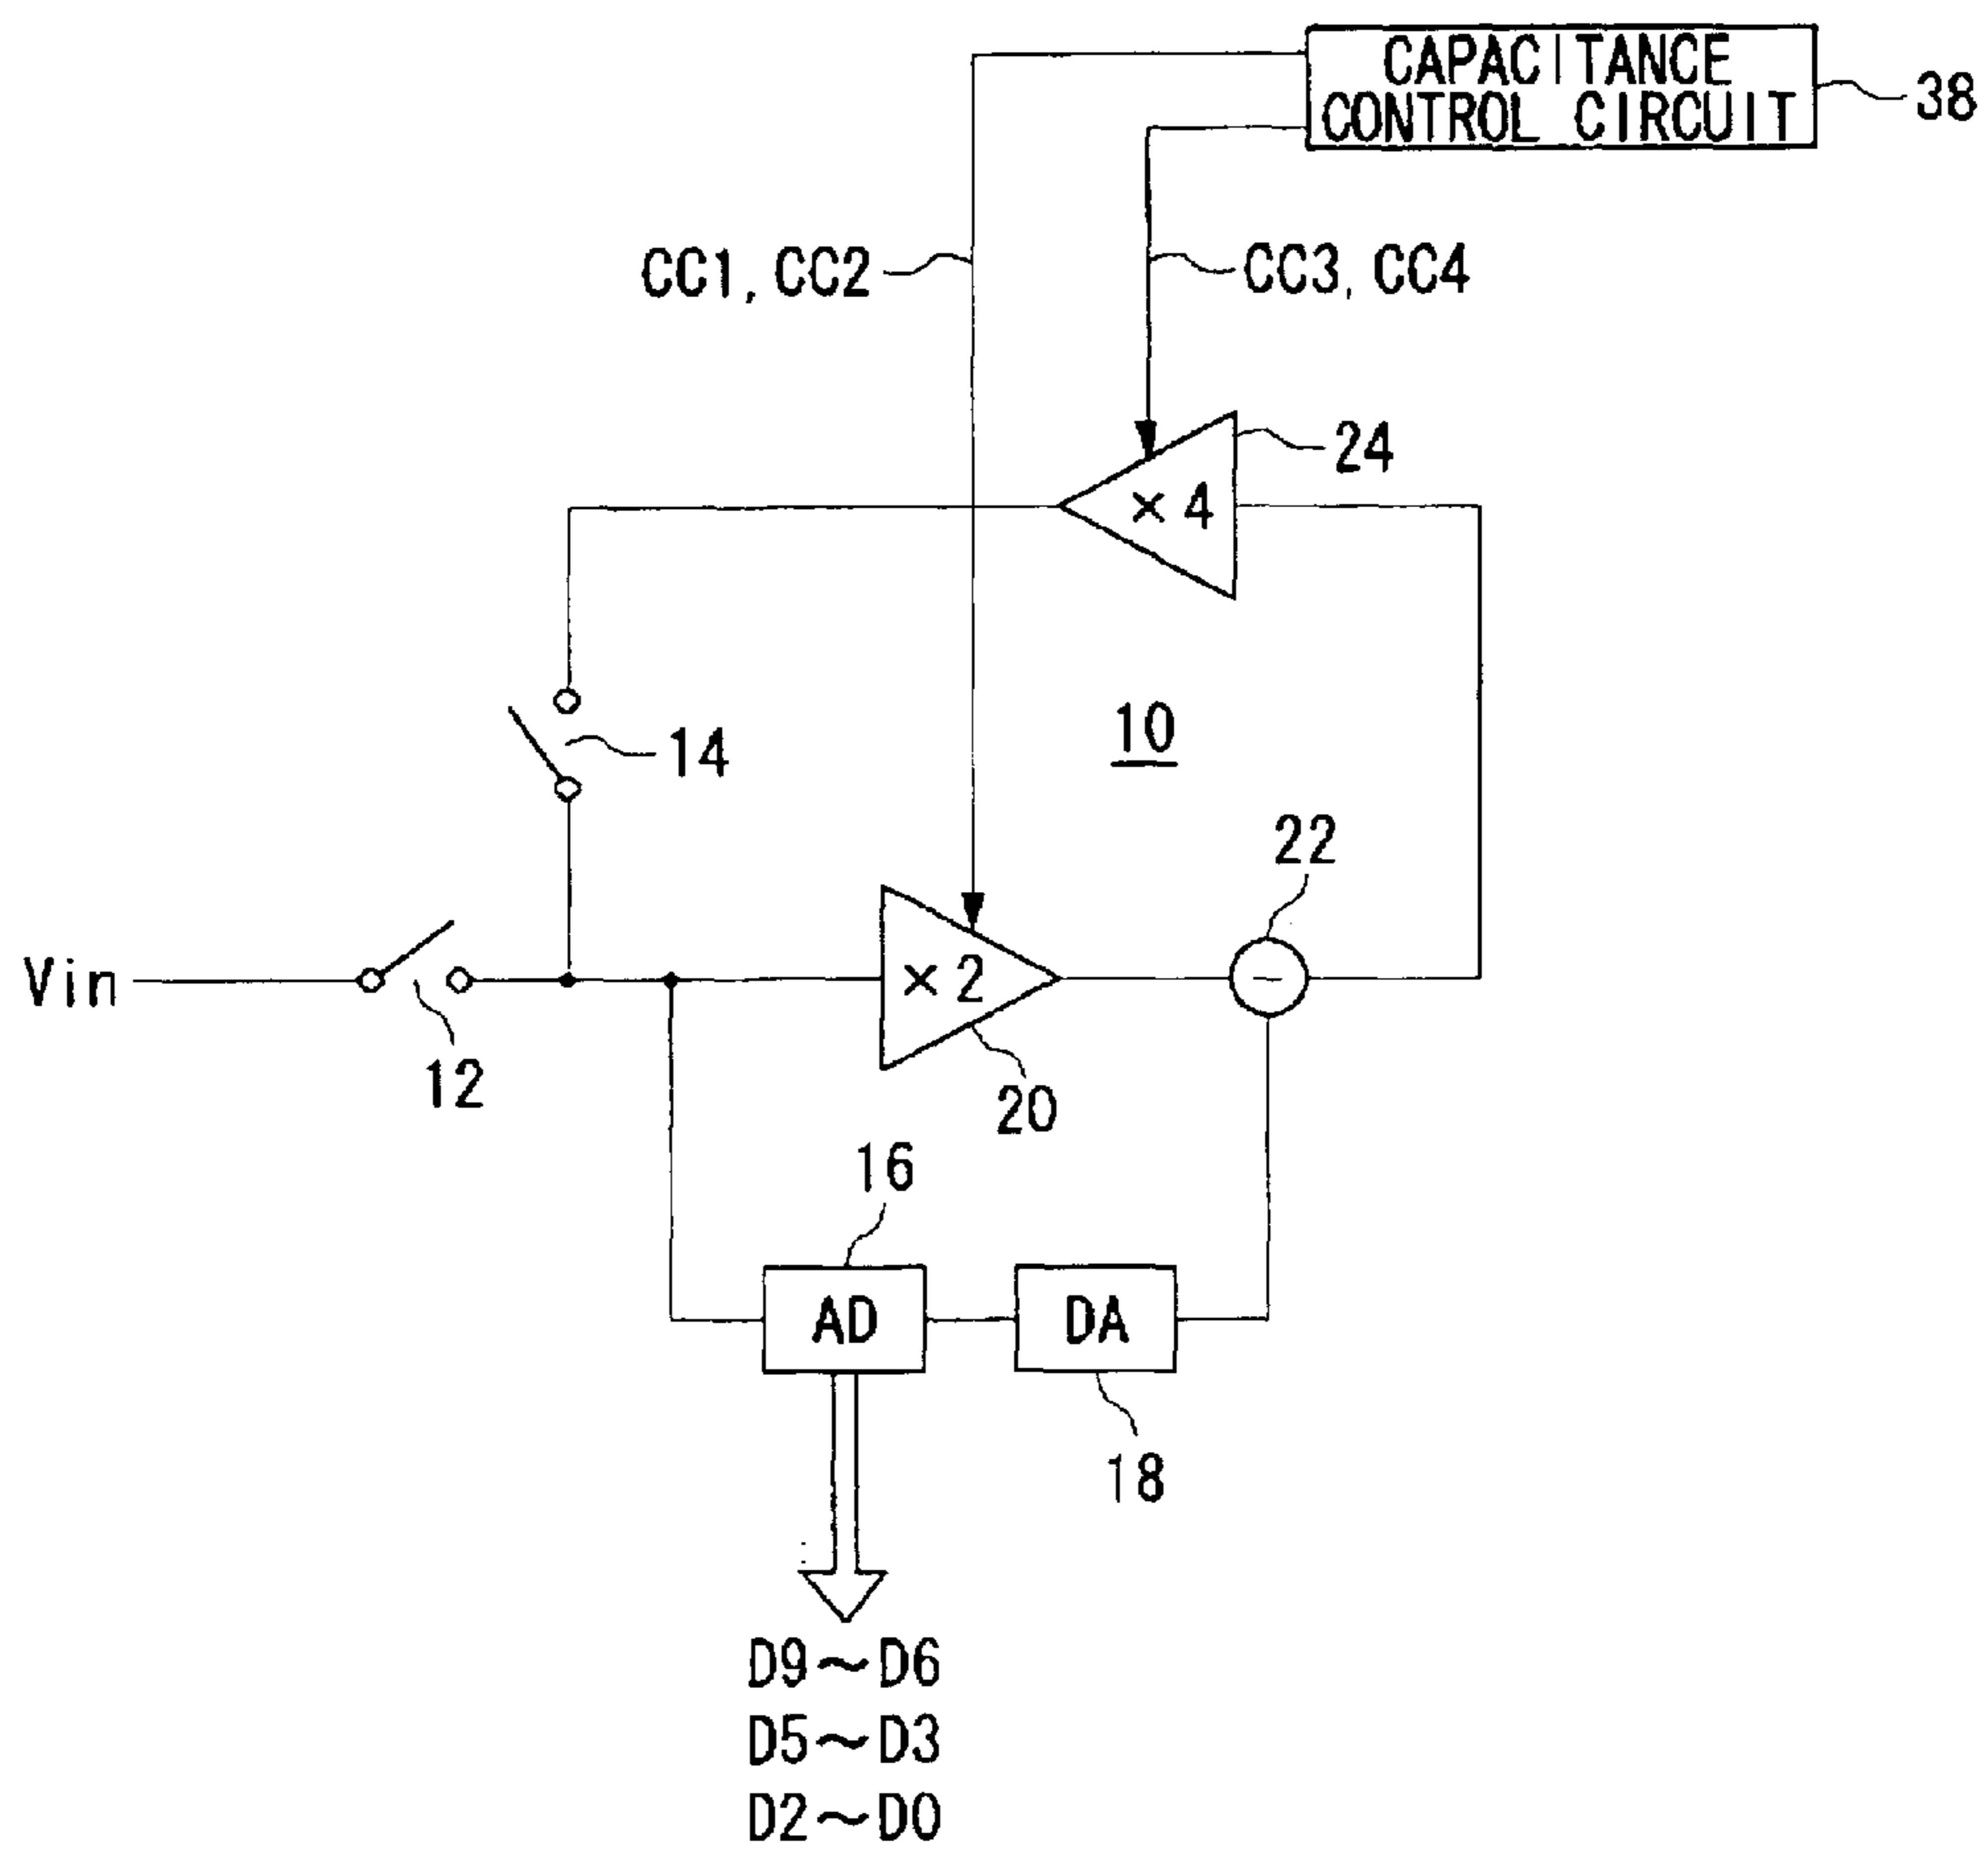 CAPACITANCE
CONTROL CIRCUIT
38
CC1, CC2
CC3, CC4
24
×4
14
10
22
Vin
×2
−
12
20
16
AD
DA
18
D9～D6
D5～D3
D2～D0